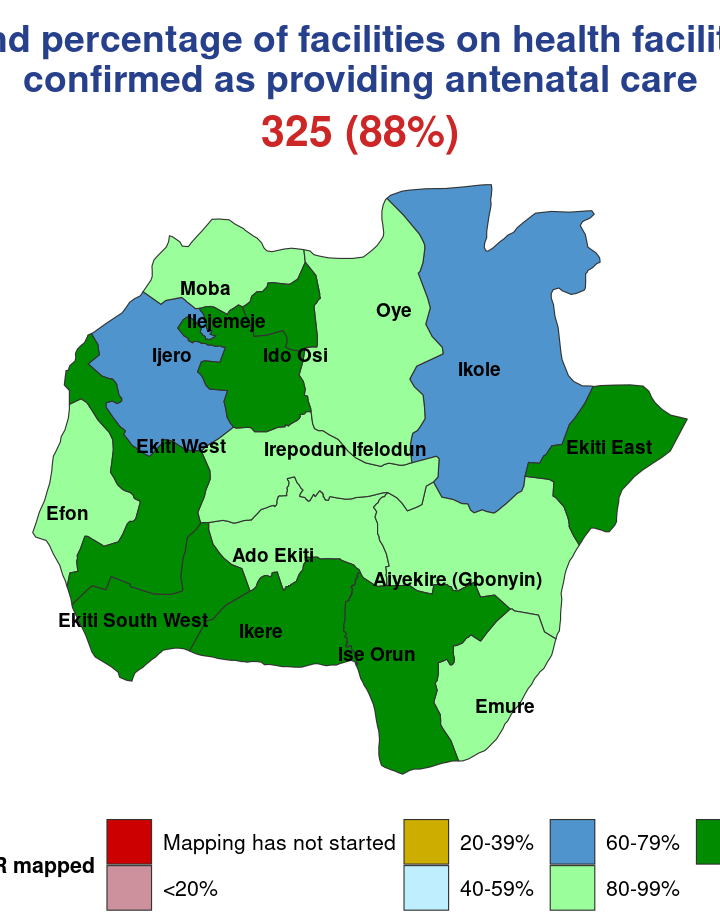 nd percentage of facilities on health facilit
confirmed as providing antenatal care
325 (88%)
Moba
Oye
Ilejemeje
Ijero
Ido Osi
Ikole
Ekiti West
Irepodun Ifelodun
Ekiti East
Efon
Ado Ekiti
Aiyekire (Gbonyin)
Ekiti South West
Ikere
Ise Orun
Emure
R mapped
Mapping has not started
20-39%
60-79%
<20%
40-59%
80-99%